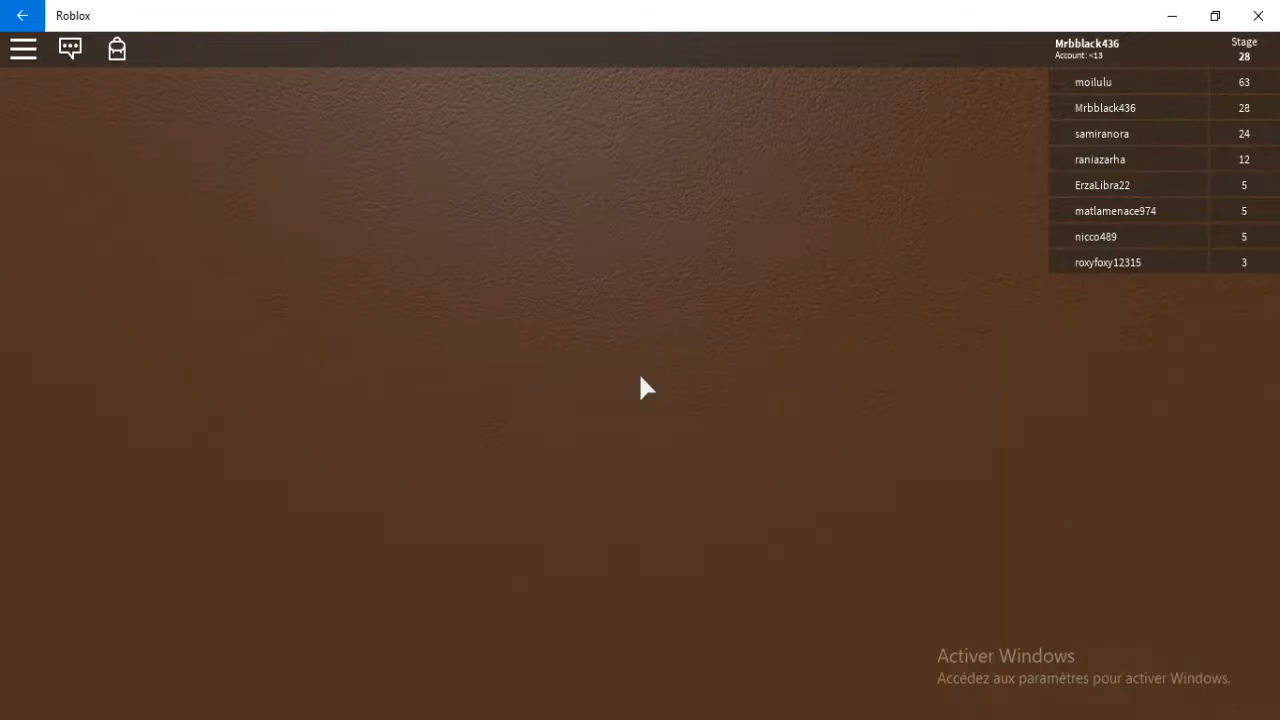 Roblox
Mrbblack436 Stage
Account: <13 28
moilulu 63
Mrbblack436 28
samiranora 24
raniazarha 12
ErzaLibra22 5
matlamenace974 5
nicco489 5
roxyfoxy12315 3
Activer Windows
Accédez aux paramètres pour activer Windows.